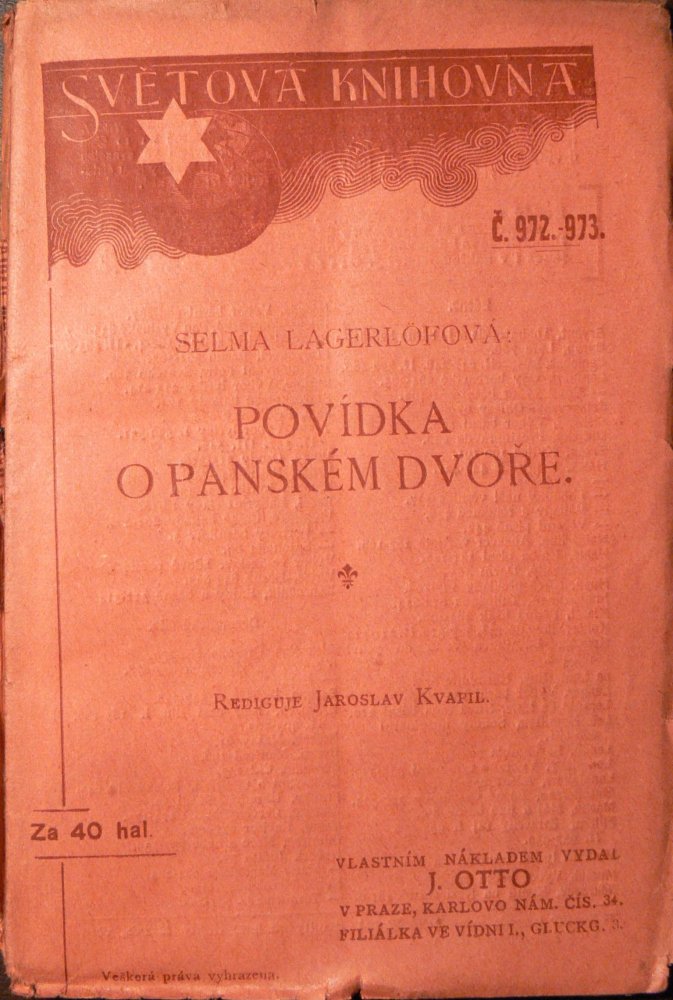 SVĚTOVÁ KNIHOVNA
Č. 972.-973.
SELMA LAGERLÖFOVÁ:
POVÍDKA
O PANSKÉM DVOŘE.
REDIGUJE JAROSLAV KVAPIL.
Za 40 hal.
VLASTNÍM NÁKLADEM VYDAL
J. OTTO
V PRAZE, KARLOVO NÁM. ČÍS. 34.
FILIÁLKA VE VÍDNI I., GLUCKG. 3.
Veškerá práva vyhrazena.